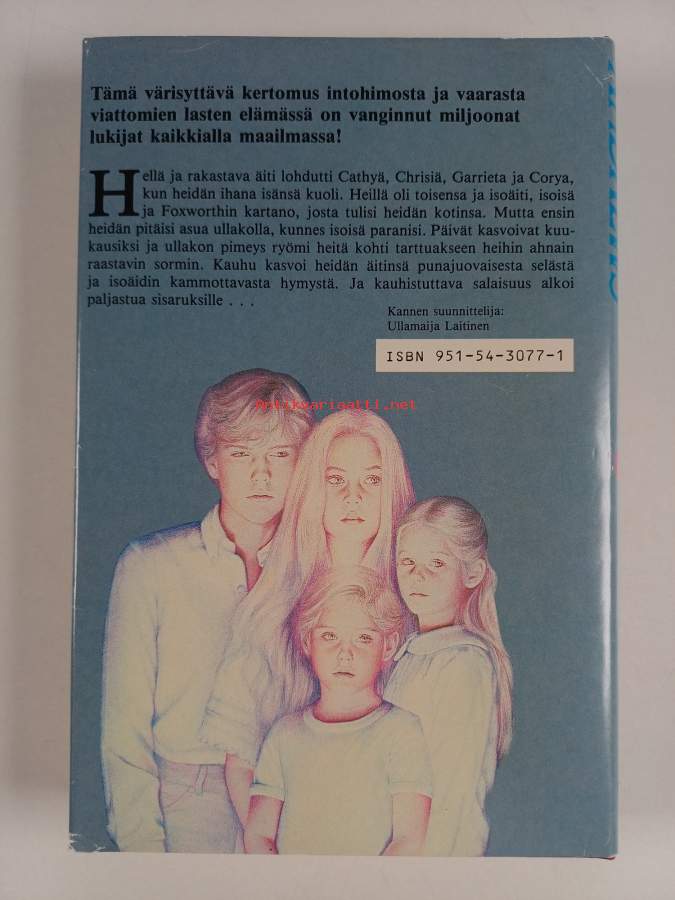 Tämä värisyttävä kertomus intohimosta ja vaarasta
viattomien lasten elämässä on vanginnut miljoonat
lukijat kaikkialla maailmassa!
Hellä ja rakastava äiti lohdutti Cathyä, Chrisiä, Garrieta ja Corya,
kun heidän ihana isänsä kuoli. Heillä oli toisensa ja isoäiti, isoisä
ja Foxworthin kartano, josta tulisi heidän kotinsa. Mutta ensin
heidän pitäisi asua ullakolla, kunnes isoisä paranisi. Päivät kasvoivat kuu-
kausiksi ja ullakon pimeys ryömi heitä kohti tarttuakseen heihin ahnain
raastavin sormin. Kauhu kasvoi heidän äitinsä punajuovaisesta selästä
ja isoäidin kammottavasta hymystä. Ja kauhistuttava salaisuus alkoi
paljastua sisaruksille . . .
Kannen suunnittelija:
Ullamaija Laitinen
ISBN 951-54-3077-1
Antikvariaatti.net